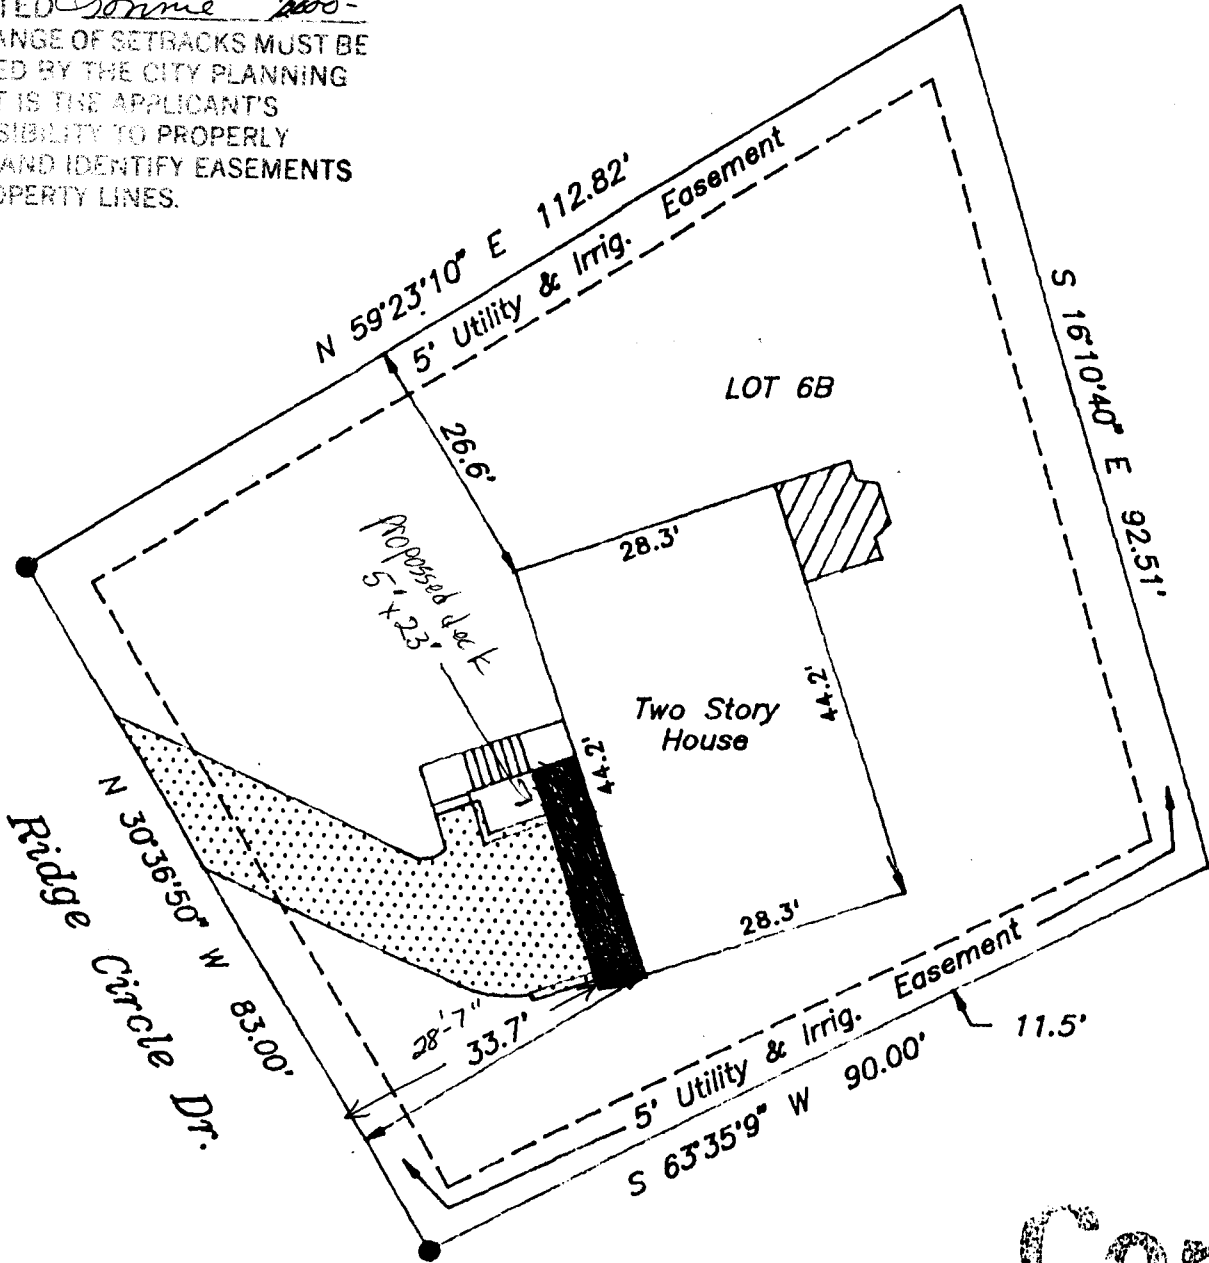 TED
ANGE OF SETBACKS MUST BE
ED BY THE CITY PLANNING
T IS THE APPLICANT'S
SIBILITY TO PROPERLY
AND IDENTIFY EASEMENTS
OPERTY LINES.
N 59°23'10" E 112.82'
5' Utility & Irrig. Easement
S 16°10'40" E 92.51'
LOT 6B
26.6'
28.3'
propossed deck
5' x 23'
Two Story
House
44.2'
44.2'
28.3'
N 30°36'50" W 83.00'
Ridge Circle Dr.
28'-7"
33.7'
5' Utility & Irrig. Easement
11.5'
S 63°35'9" W 90.00'